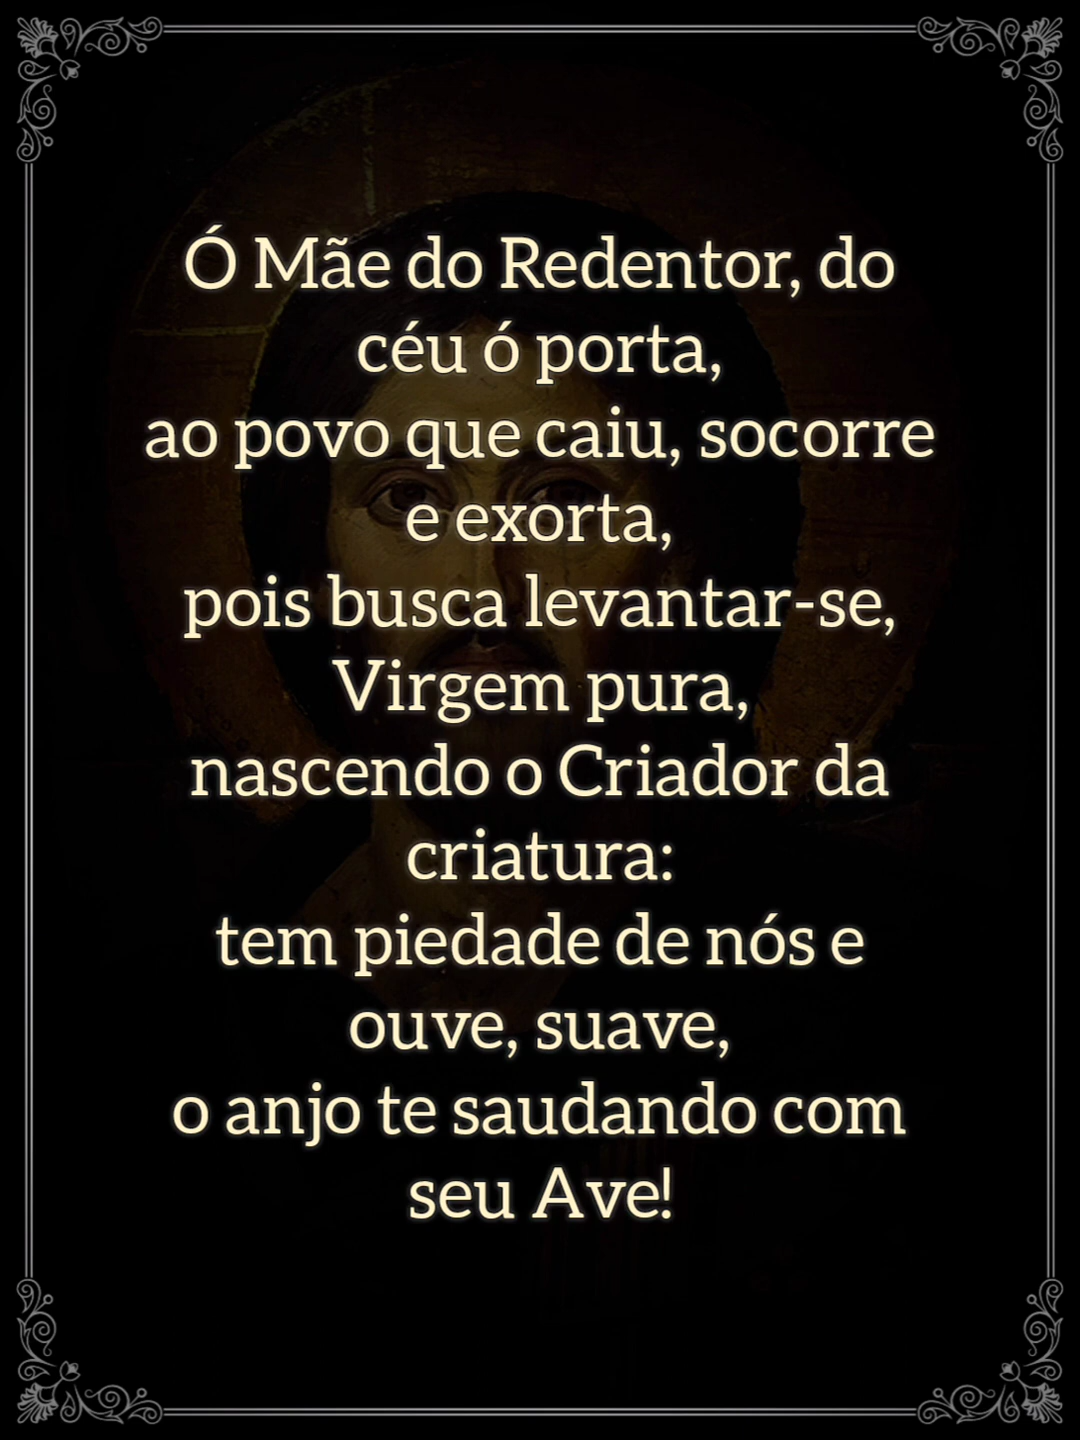 Ó Mãe do Redentor, do
céu ó porta,
ao povo que caiu, socorre
e exorta,
pois busca levantar-se,
Virgem pura,
nascendo o Criador da
criatura:
tem piedade de nós e
ouve, suave,
o anjo te saudando com
seu Ave!